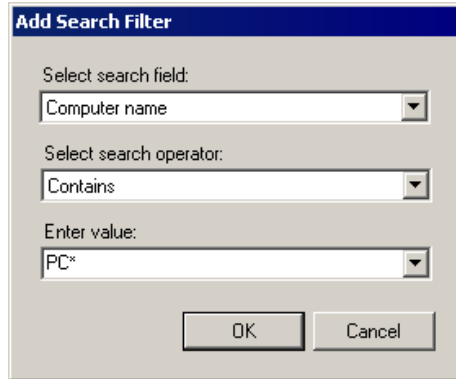 Add Search Filter
Select search field:
Computer name
Select search operator:
Contains
Enter value:
PC*
OK Cancel